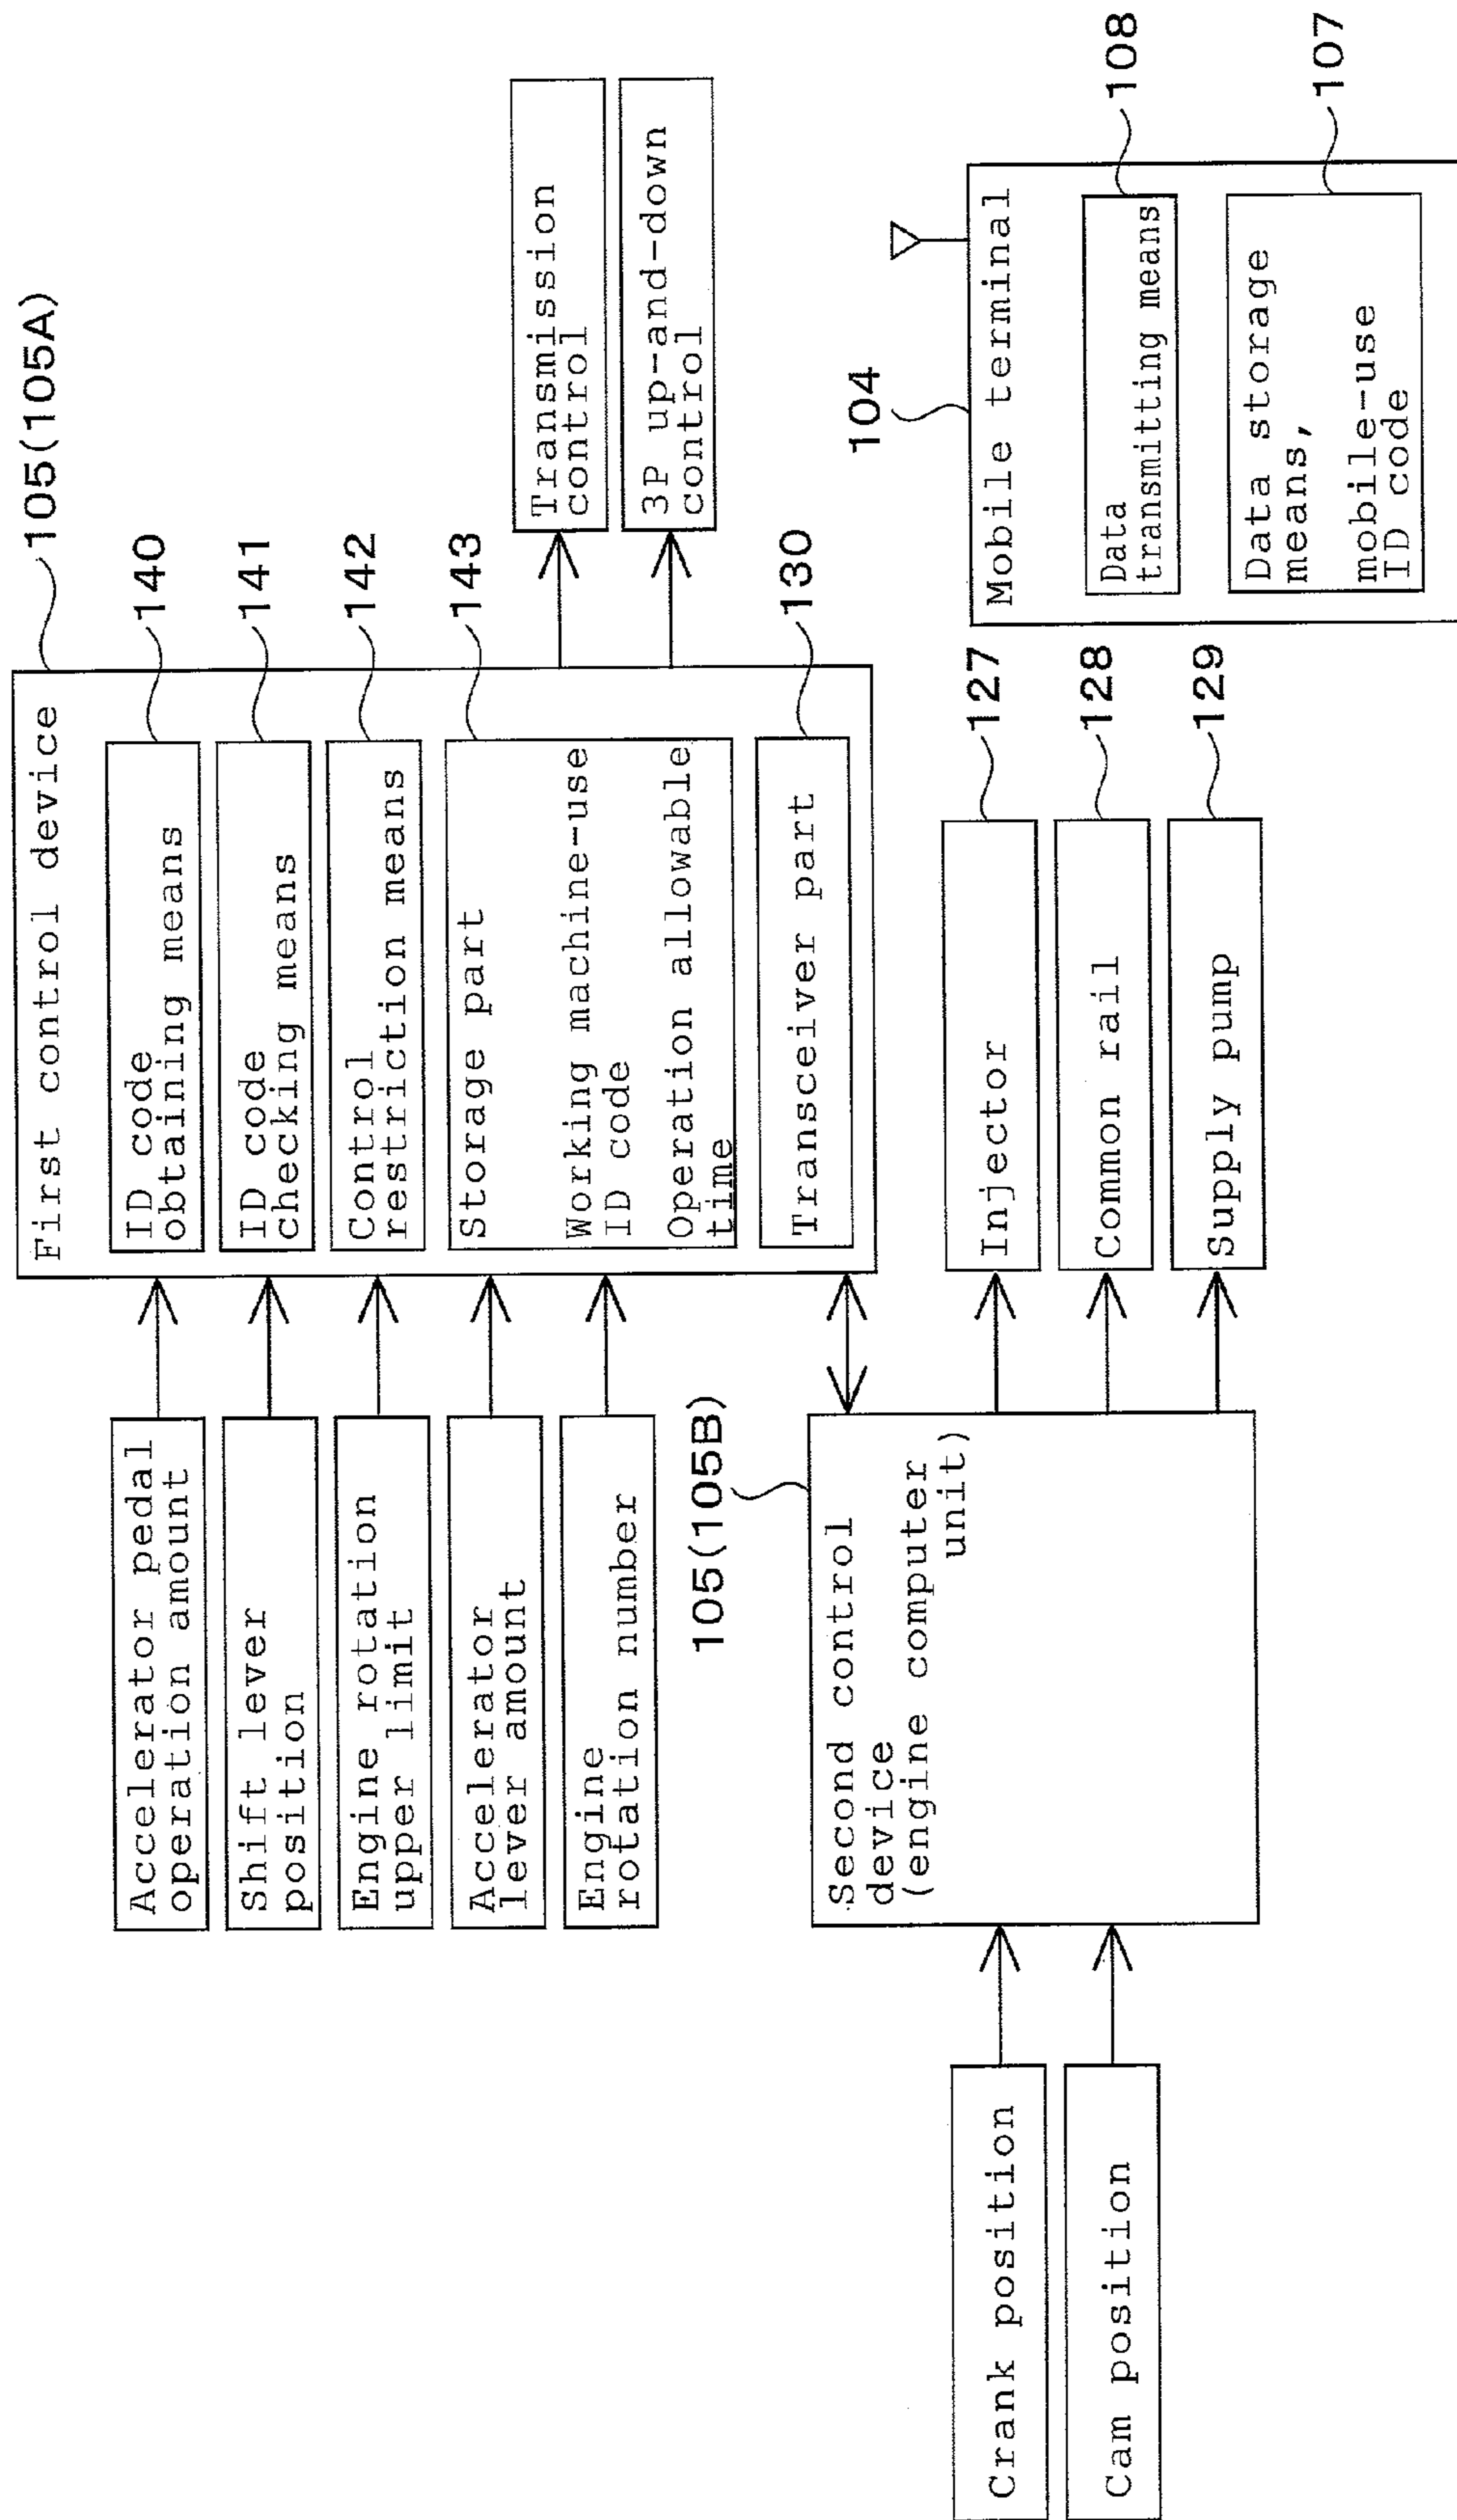 105(105A)
First control device
ID code
obtaining means
140
ID code
checking means
141
Control
restriction means
142
Storage part
Working machine-use
ID code
Operation allowable
time
143
Transceiver part
130
Accelerator pedal
operation amount
Shift lever
position
Engine rotation
upper limit
Accelerator
lever amount
Engine
rotation number
Transmission
control
3P up-and-down
control
105(105B)
Second control
device
(engine computer
unit)
Crank position
Cam position
Injector
127
Common rail
128
Supply pump
129
104
Mobile terminal
Data
transmitting means
108
Data storage
means,
mobile-use
ID code
107